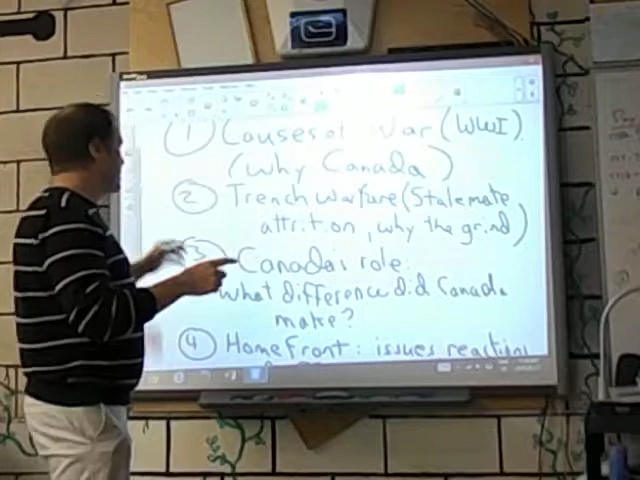 ① Causes of War (WWI)
(why Canada)
② Trench warfare (Stalemate
attrition, why the grind)
③ Canada's role:
What difference did Canada
make?
④ Home Front: issues reactions